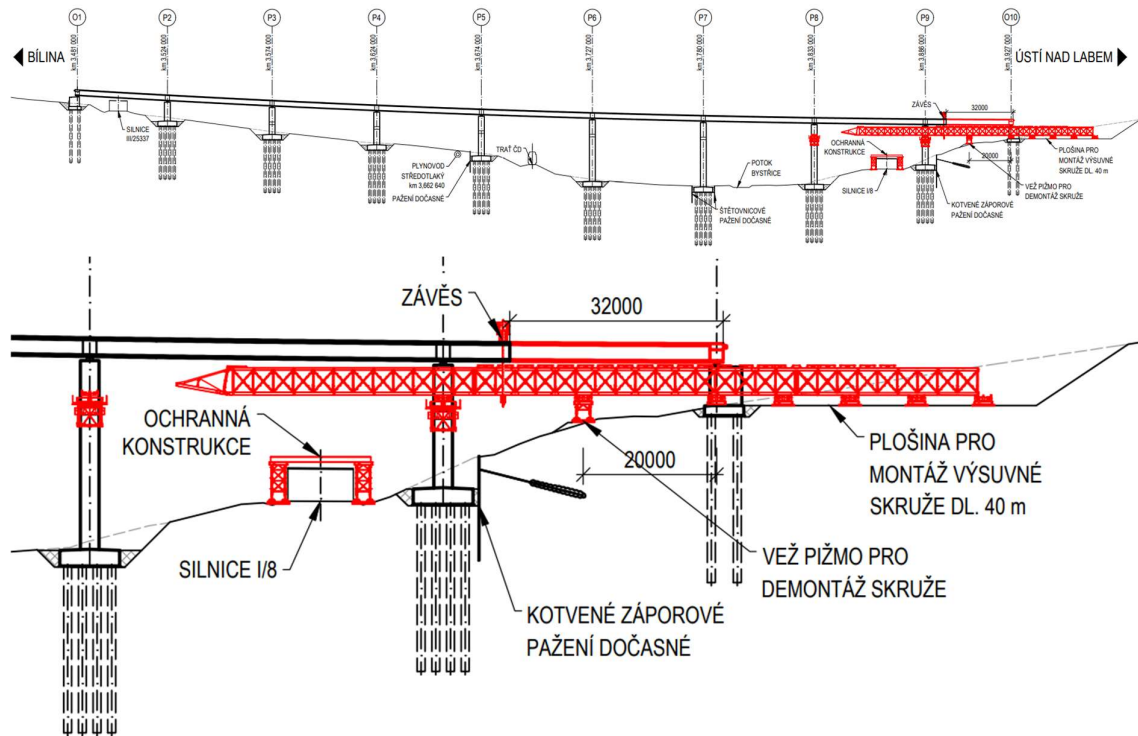 O1
P2
P3
P4
P5
P6
P7
P8
P9
O10
km 3,481 000
km 3,524 000
km 3,574 000
km 3,624 000
km 3,674 000
km 3,727 000
km 3,780 000
km 3,833 000
km 3,886 000
km 3,927 000
BÍLINA
ÚSTÍ NAD LABEM
ZÁVĚS
32000
SILNICE
III/25337
PLYNOVOD
STŘEDOTLAKÝ
km 3,662 640
PAŽENÍ DOČASNÉ
TRAŤ ČD
ŠTĚTOVNICOVÉ
PAŽENÍ DOČASNÉ
POTOK
BYSTŘICE
OCHRANNÁ
KONSTRUKCE
SILNICE I/8
20000
PLOŠINA PRO
MONTÁŽ VÝSUVNÉ
SKRUŽE DL. 40 m
VEŽ PIŽMO PRO
DEMONTÁŽ SKRUŽE
KOTVENÉ ZÁPOROVÉ
PAŽENÍ DOČASNÉ
ZÁVĚS
32000
OCHRANNÁ
KONSTRUKCE
SILNICE I/8
20000
PLOŠINA PRO
MONTÁŽ VÝSUVNÉ
SKRUŽE DL. 40 m
VEŽ PIŽMO PRO
DEMONTÁŽ SKRUŽE
KOTVENÉ ZÁPOROVÉ
PAŽENÍ DOČASNÉ